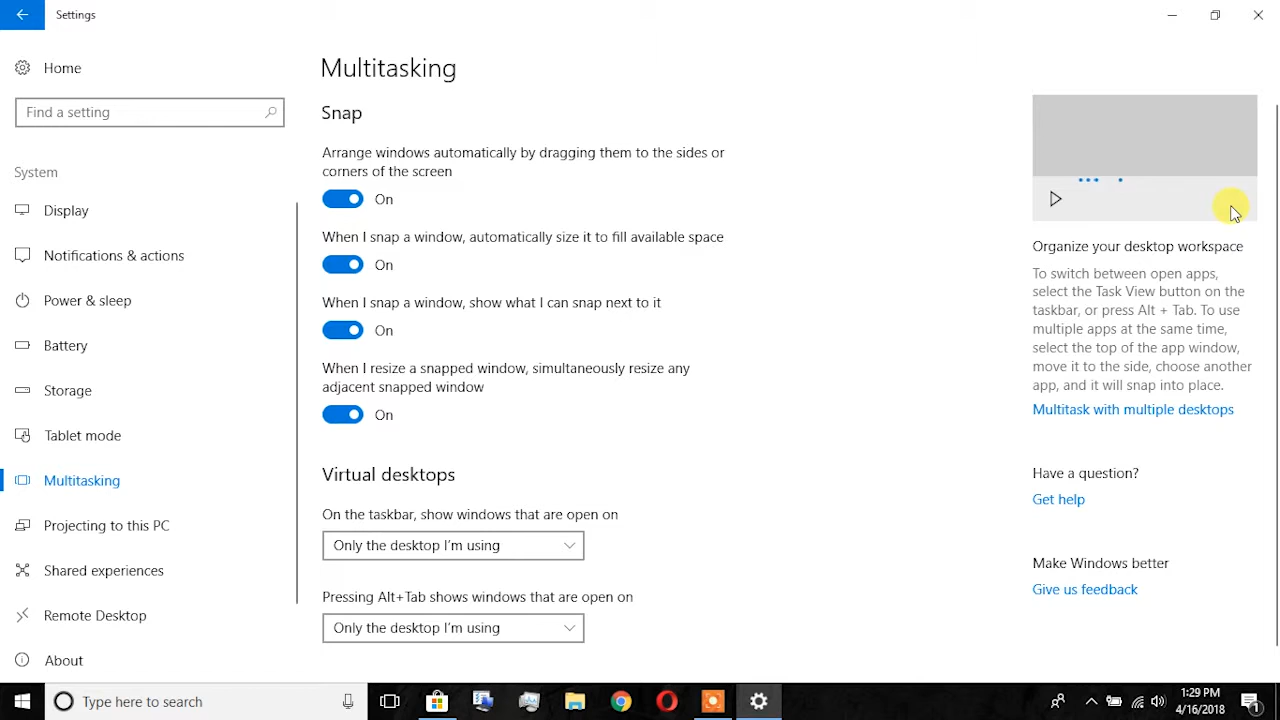 Settings
Home
Find a setting
System
Display
Notifications & actions
Power & sleep
Battery
Storage
Tablet mode
Multitasking
Projecting to this PC
Shared experiences
Remote Desktop
About
Multitasking
Snap
Arrange windows automatically by dragging them to the sides or
corners of the screen
On
When I snap a window, automatically size it to fill available space
On
When I snap a window, show what I can snap next to it
On
When I resize a snapped window, simultaneously resize any
adjacent snapped window
On
Virtual desktops
On the taskbar, show windows that are open on
Only the desktop I'm using
Pressing Alt+Tab shows windows that are open on
Only the desktop I'm using
Organize your desktop workspace
To switch between open apps,
select the Task View button on the
taskbar, or press Alt + Tab. To use
multiple apps at the same time,
select the top of the app window,
move it to the side, choose another
app, and it will snap into place.
Multitask with multiple desktops
Have a question?
Get help
Make Windows better
Give us feedback
Type here to search
1:29 PM
4/16/2018
1